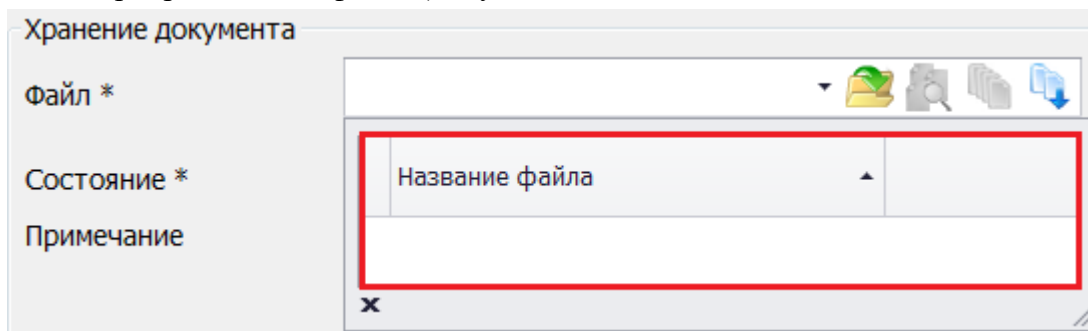 Хранение документа
Файл *
Состояние *
Название файла
Примечание